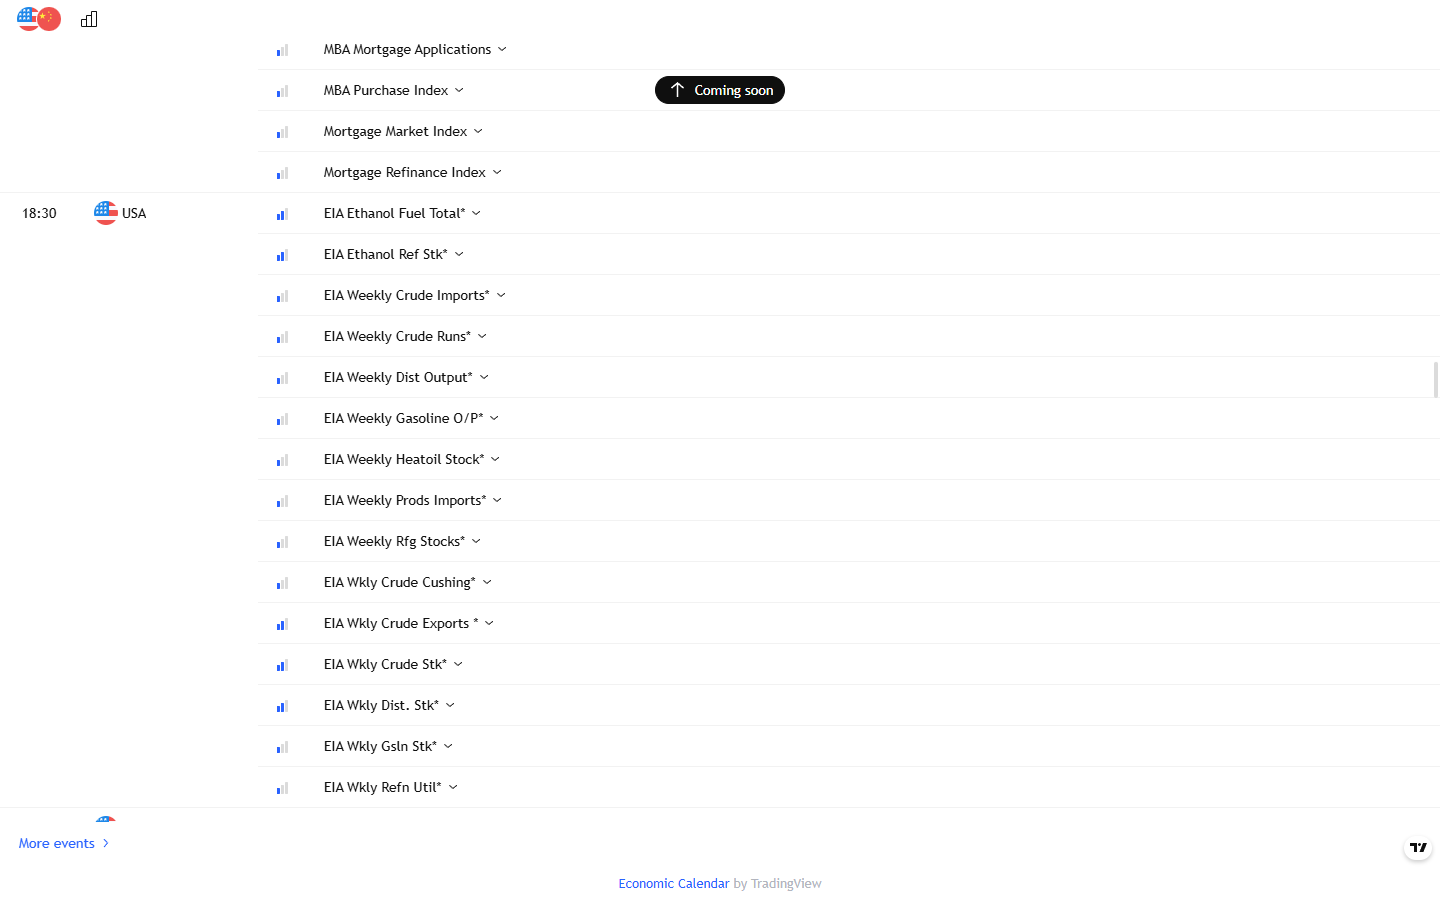 MBA Mortgage Applications
MBA Purchase Index
Coming soon
Mortgage Market Index
Mortgage Refinance Index
18:30 USA EIA Ethanol Fuel Total*
EIA Ethanol Ref Stk*
EIA Weekly Crude Imports*
EIA Weekly Crude Runs*
EIA Weekly Dist Output*
EIA Weekly Gasoline O/P*
EIA Weekly Heatoil Stock*
EIA Weekly Prods Imports*
EIA Weekly Rfg Stocks*
EIA Wkly Crude Cushing*
EIA Wkly Crude Exports *
EIA Wkly Crude Stk*
EIA Wkly Dist. Stk*
EIA Wkly Gsln Stk*
EIA Wkly Refn Util*
More events
Economic Calendar by TradingView